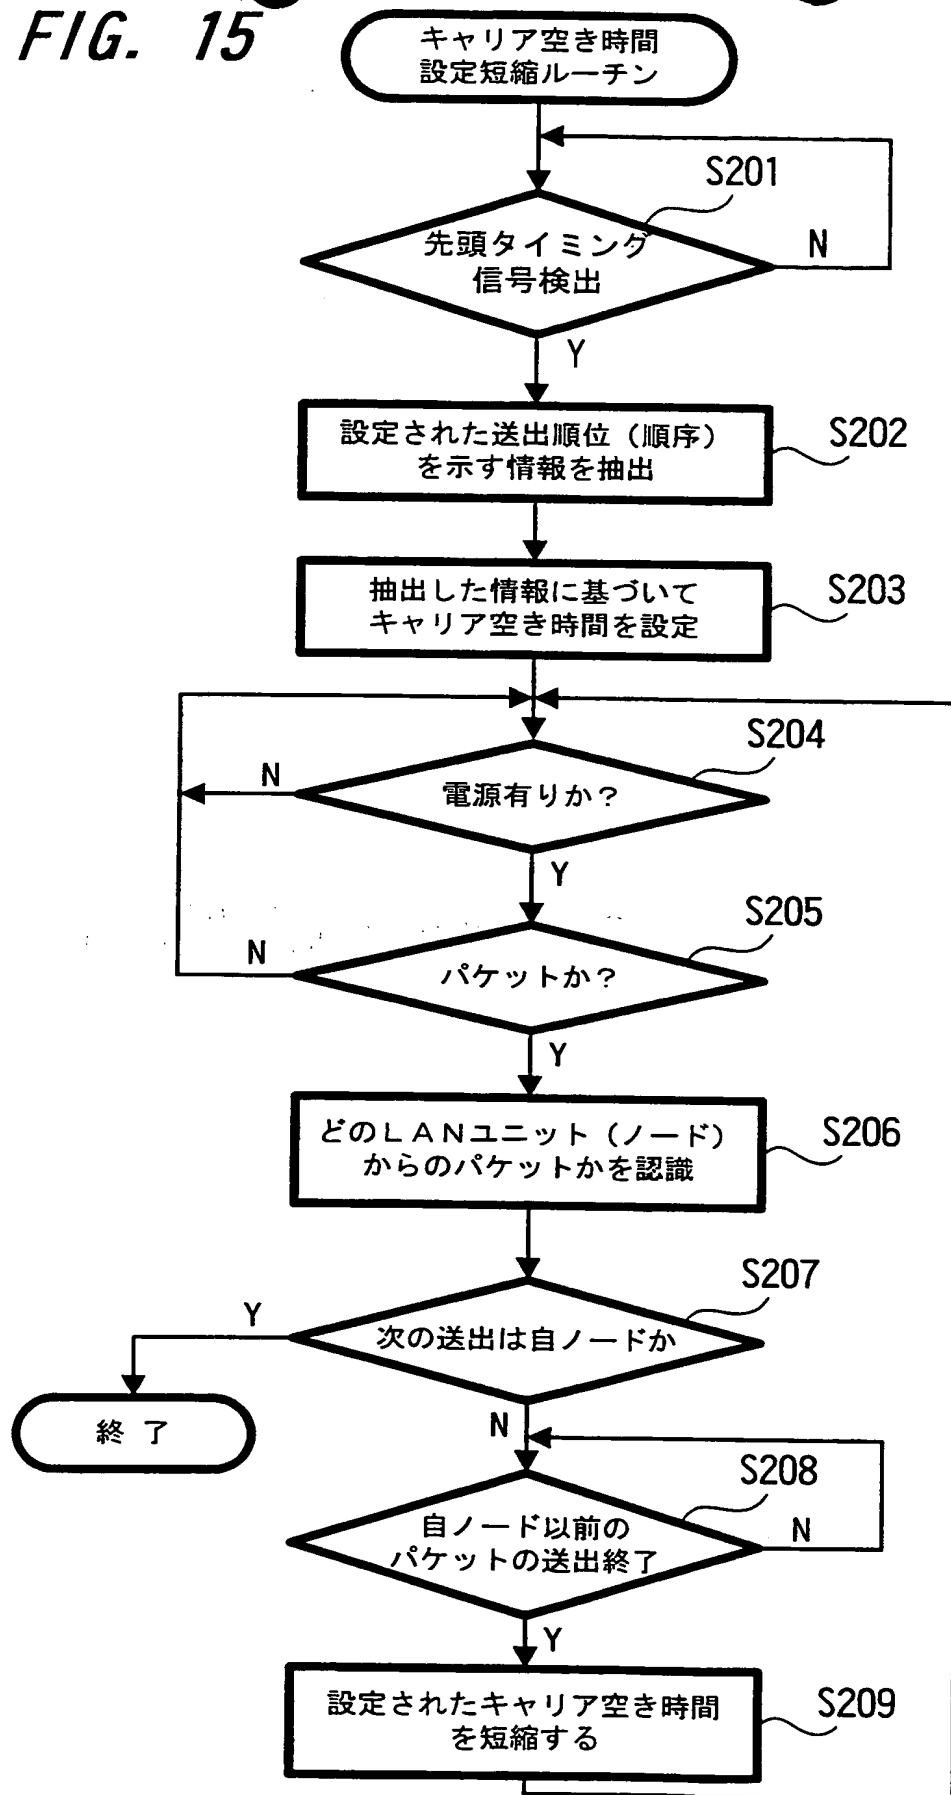 FIG. 15
キャリア空き時間
設定短縮ルーチン
S201
先頭タイミング
信号検出
N
Y
設定された送出順位（順序）
を示す情報を抽出
S202
抽出した情報に基づいて
キャリア空き時間を設定
S203
S204
電源有りか？
N
Y
S205
パケットか？
N
Y
どのＬＡＮユニット（ノード）
からのパケットかを認識
S206
S207
次の送出は自ノードか
Y
終 了
N
S208
自ノード以前の
パケットの送出終了
N
Y
設定されたキャリア空き時間
を短縮する
S209